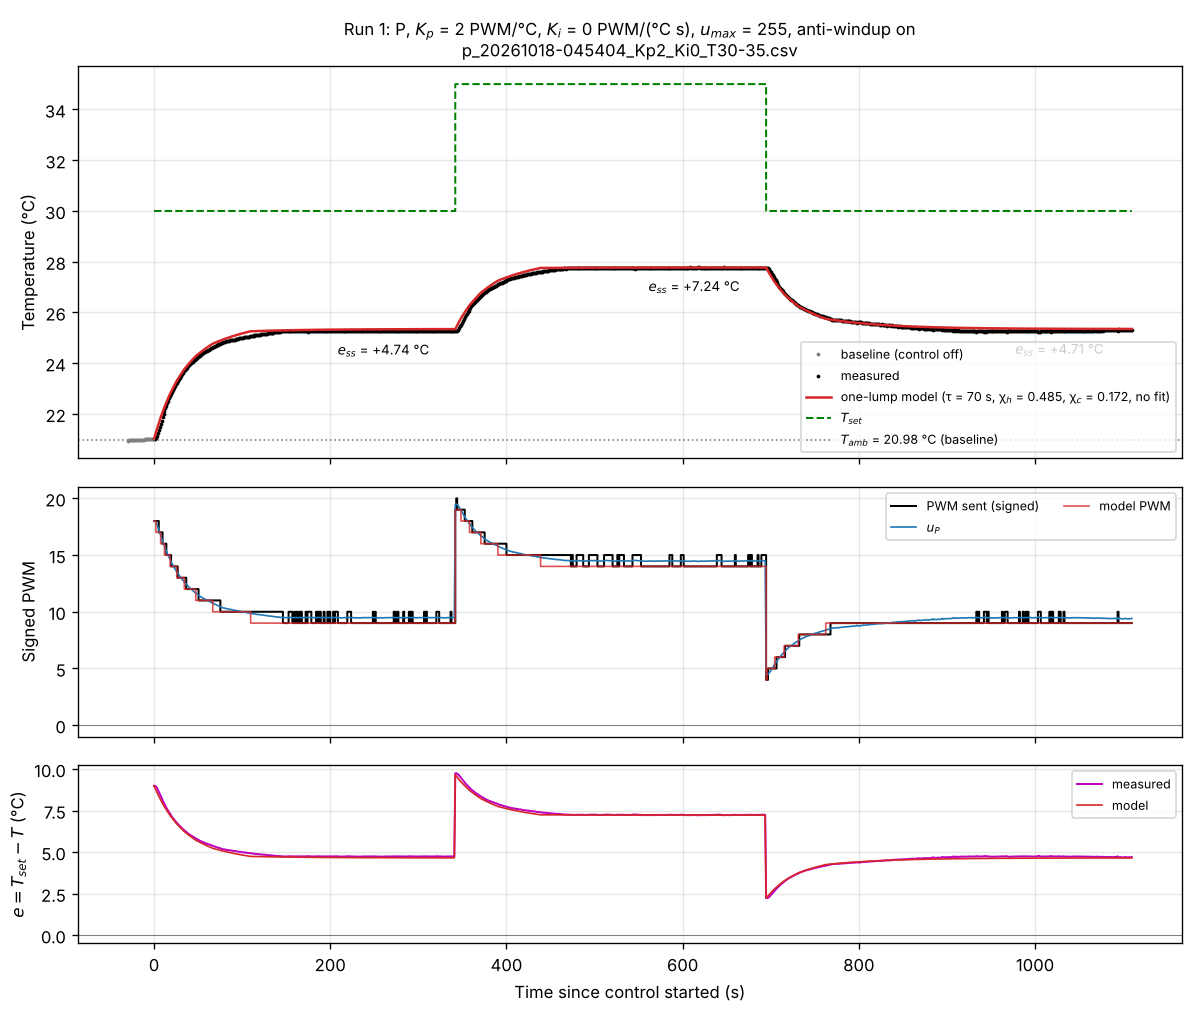 Run 1: P, Kp = 2 PWM/°C, Ki = 0 PWM/(°C s), umax = 255, anti-windup on
p_20261018-045404_Kp2_Ki0_T30-35.csv
Temperature (°C)
34
32
30
28
26
24
22
ess = +4.74 °C
ess = +7.24 °C
ess = +4.71 °C
baseline (control off)
measured
one-lump model (τ = 70 s, χh = 0.485, χc = 0.172, no fit)
Tset
Tamb = 20.98 °C (baseline)
Signed PWM
20
15
10
5
0
PWM sent (signed)
uP
model PWM
e = Tset − T (°C)
10.0
7.5
5.0
2.5
0.0
measured
model
0
200
400
600
800
1000
Time since control started (s)